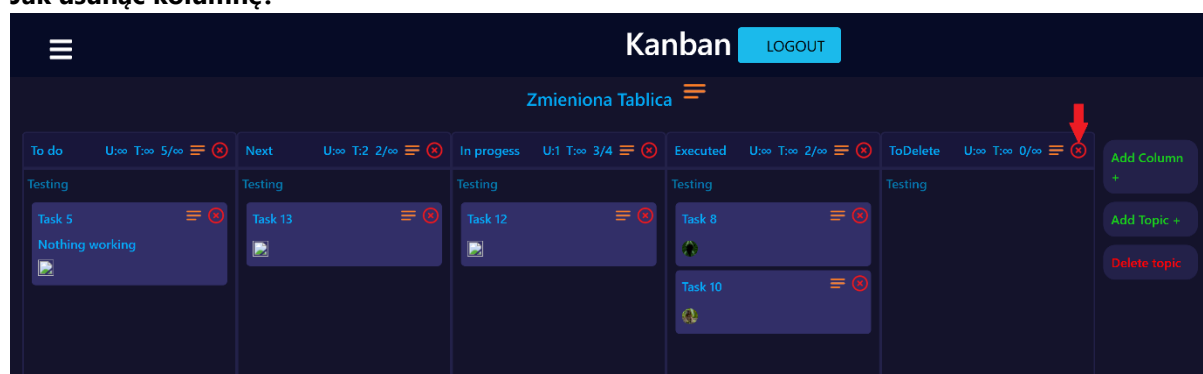 Jak usunąć kolumnę?
Kanban LOGOUT
Zmieniona Tablica
To do U:∞ T:∞ 5/∞ Next U:∞ T:2 2/∞ In progess U:1 T:∞ 3/4 Executed U:∞ T:∞ 2/∞ ToDelete U:∞ T:∞ 0/∞
Add Column
+
Testing Testing Testing Testing Testing
Task 5 Task 13 Task 12 Task 8
Add Topic +
Nothing working
Delete topic
Task 10